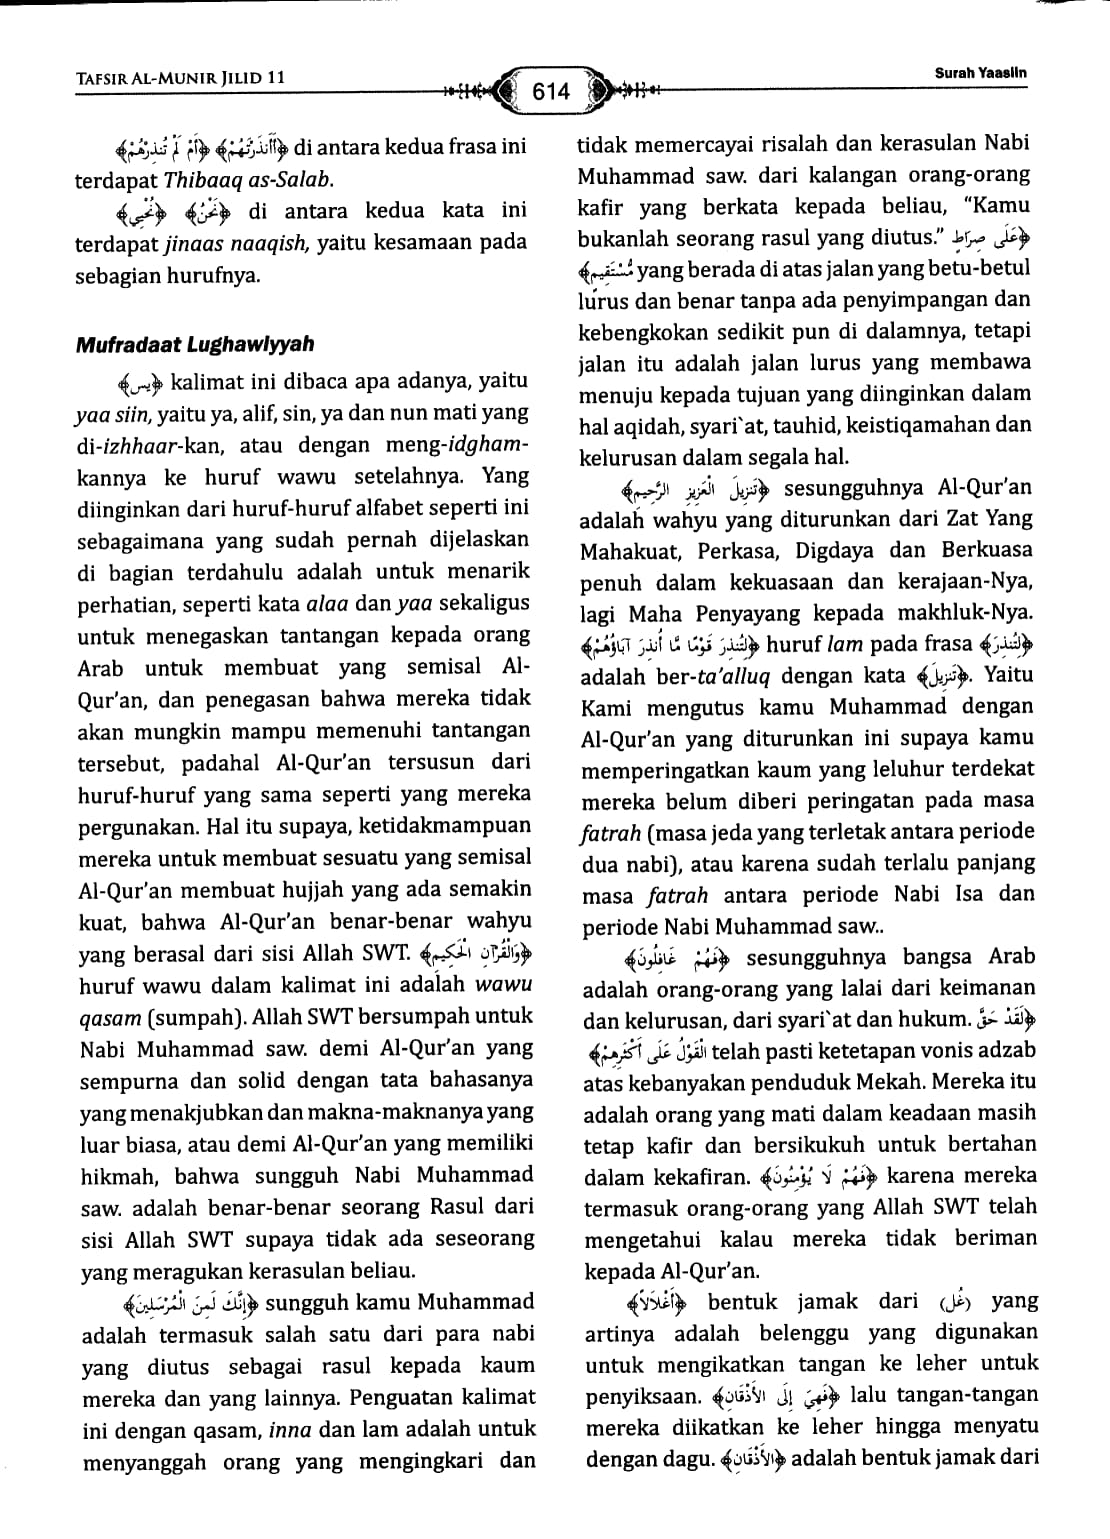 TAFSIR AL-MUNIR JILID 11
614
Surah Yaasiin
﴿أَأَنذَرْتَهُمْ﴾ ﴿أَمْ لَمْ تُنذِرْهُمْ﴾ di antara kedua frasa ini
terdapat Thibaaq as-Salab.
﴿نَحْنُ﴾ ﴿نُحْيِي﴾ di antara kedua kata ini
terdapat jinaas naaqish, yaitu kesamaan pada
sebagian hurufnya.
Mufradaat Lughawiyyah
﴿يس﴾ kalimat ini dibaca apa adanya, yaitu
yaa siin, yaitu ya, alif, sin, ya dan nun mati yang
di-izhhaar-kan, atau dengan meng-idgham-
kannya ke huruf wawu setelahnya. Yang
diinginkan dari huruf-huruf alfabet seperti ini
sebagaimana yang sudah pernah dijelaskan
di bagian terdahulu adalah untuk menarik
perhatian, seperti kata alaa dan yaa sekaligus
untuk menegaskan tantangan kepada orang
Arab untuk membuat yang semisal Al-
Qur'an, dan penegasan bahwa mereka tidak
akan mungkin mampu memenuhi tantangan
tersebut, padahal Al-Qur'an tersusun dari
huruf-huruf yang sama seperti yang mereka
pergunakan. Hal itu supaya, ketidakmampuan
mereka untuk membuat sesuatu yang semisal
Al-Qur'an membuat hujjah yang ada semakin
kuat, bahwa Al-Qur'an benar-benar wahyu
yang berasal dari sisi Allah SWT. ﴿وَالْقُرْآنِ الْحَكِيمِ﴾
huruf wawu dalam kalimat ini adalah wawu
qasam (sumpah). Allah SWT bersumpah untuk
Nabi Muhammad saw. demi Al-Qur'an yang
sempurna dan solid dengan tata bahasanya
yang menakjubkan dan makna-maknanya yang
luar biasa, atau demi Al-Qur'an yang memiliki
hikmah, bahwa sungguh Nabi Muhammad
saw. adalah benar-benar seorang Rasul dari
sisi Allah SWT supaya tidak ada seseorang
yang meragukan kerasulan beliau.
﴿إِنَّكَ لَمِنَ الْمُرْسَلِينَ﴾ sungguh kamu Muhammad
adalah termasuk salah satu dari para nabi
yang diutus sebagai rasul kepada kaum
mereka dan yang lainnya. Penguatan kalimat
ini dengan qasam, inna dan lam adalah untuk
menyanggah orang yang mengingkari dan
tidak memercayai risalah dan kerasulan Nabi
Muhammad saw. dari kalangan orang-orang
kafir yang berkata kepada beliau, “Kamu
bukanlah seorang rasul yang diutus.” ﴿عَلَى صِرَاطٍ
مُسْتَقِيمٍ﴾ yang berada di atas jalan yang betu-betul
lurus dan benar tanpa ada penyimpangan dan
kebengkokan sedikit pun di dalamnya, tetapi
jalan itu adalah jalan lurus yang membawa
menuju kepada tujuan yang diinginkan dalam
hal aqidah, syari`at, tauhid, keistiqamahan dan
kelurusan dalam segala hal.
﴿تَنزِيلَ الْعَزِيزِ الرَّحِيمِ﴾ sesungguhnya Al-Qur'an
adalah wahyu yang diturunkan dari Zat Yang
Mahakuat, Perkasa, Digdaya dan Berkuasa
penuh dalam kekuasaan dan kerajaan-Nya,
lagi Maha Penyayang kepada makhluk-Nya.
﴿لِتُنذِرَ قَوْمًا مَّا أُنذِرَ آبَاؤُهُمْ﴾ huruf lam pada frasa ﴿لِتُنذِرَ﴾
adalah ber-ta'alluq dengan kata ﴿تَنزِيلَ﴾. Yaitu
Kami mengutus kamu Muhammad dengan
Al-Qur'an yang diturunkan ini supaya kamu
memperingatkan kaum yang leluhur terdekat
mereka belum diberi peringatan pada masa
fatrah (masa jeda yang terletak antara periode
dua nabi), atau karena sudah terlalu panjang
masa fatrah antara periode Nabi Isa dan
periode Nabi Muhammad saw..
﴿فَهُمْ غَافِلُونَ﴾ sesungguhnya bangsa Arab
adalah orang-orang yang lalai dari keimanan
dan kelurusan, dari syari`at dan hukum. ﴿لَقَدْ حَقَّ
الْقَوْلُ عَلَى أَكْثَرِهِمْ﴾ telah pasti ketetapan vonis adzab
atas kebanyakan penduduk Mekah. Mereka itu
adalah orang yang mati dalam keadaan masih
tetap kafir dan bersikukuh untuk bertahan
dalam kekafiran. ﴿فَهُمْ لَا يُؤْمِنُونَ﴾ karena mereka
termasuk orang-orang yang Allah SWT telah
mengetahui kalau mereka tidak beriman
kepada Al-Qur'an.
﴿أَغْلَالًا﴾ bentuk jamak dari (غُل) yang
artinya adalah belenggu yang digunakan
untuk mengikatkan tangan ke leher untuk
penyiksaan. ﴿فَهِيَ إِلَى الْأَذْقَانِ﴾ lalu tangan-tangan
mereka diikatkan ke leher hingga menyatu
dengan dagu. ﴿الْأَذْقَانِ﴾ adalah bentuk jamak dari